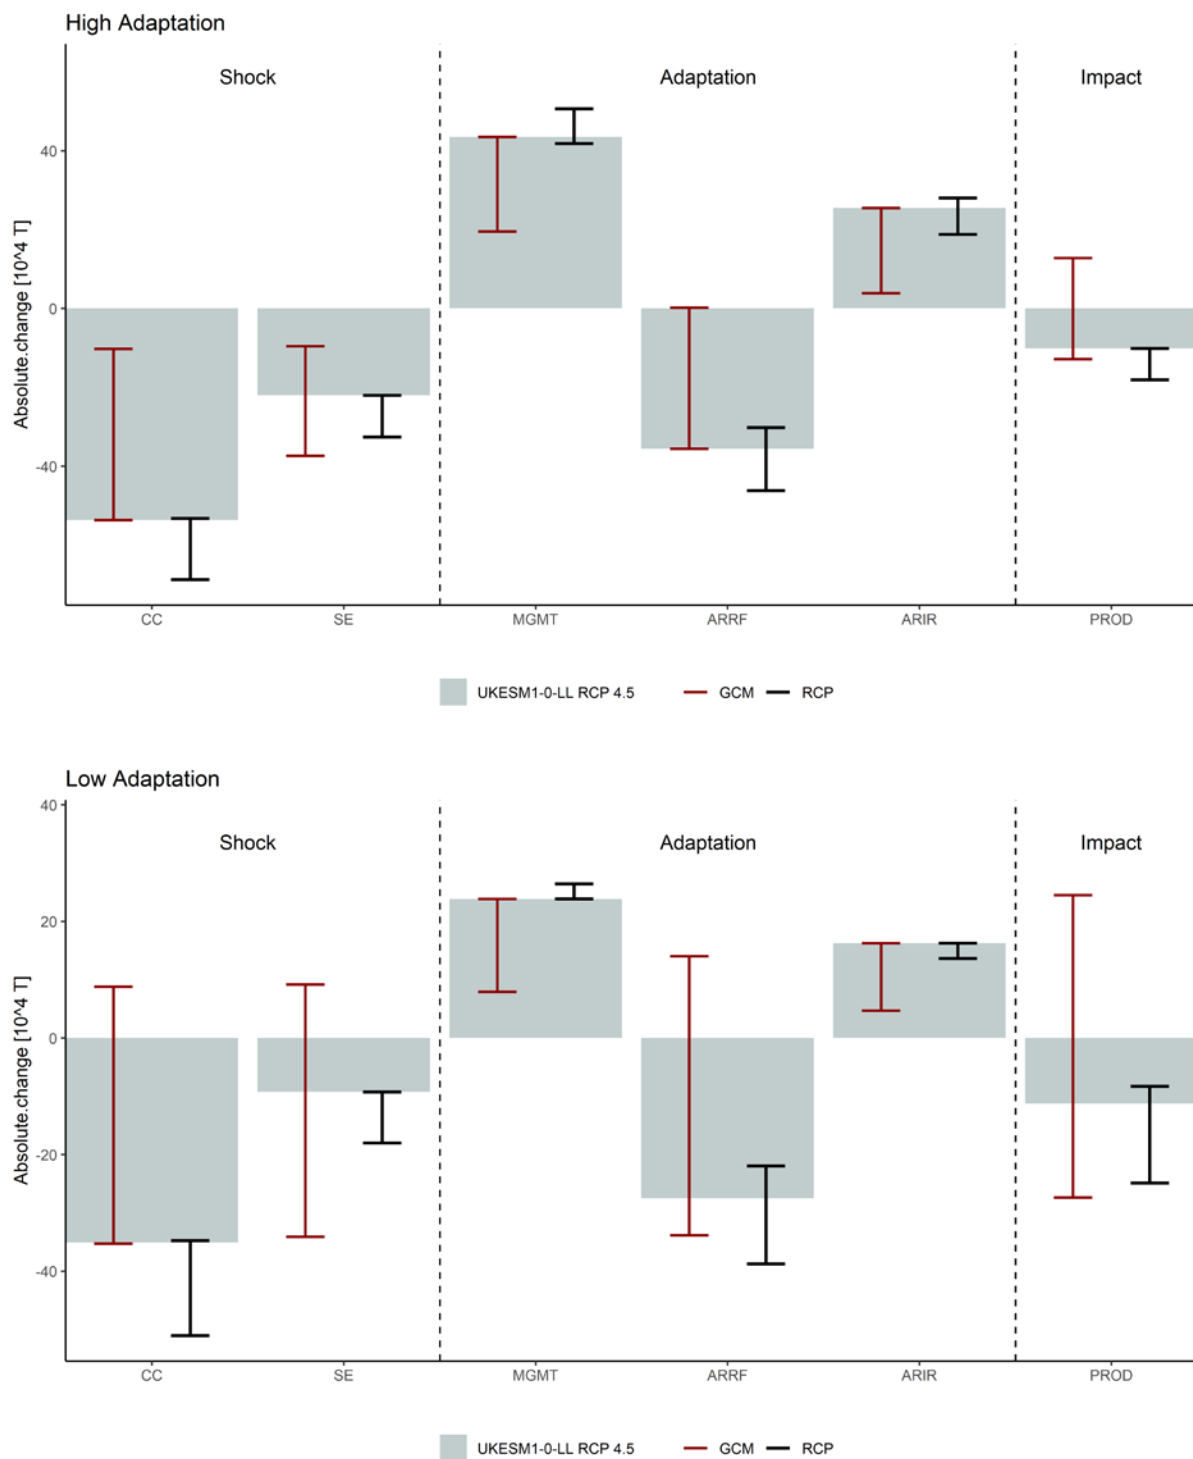 High Adaptation
Shock Adaptation Impact
40
0
-40
Absolute.change [10^4 T]
CC SE MGMT ARRF ARIR PROD
UKESM1-0-LL RCP 4.5 GCM RCP
Low Adaptation
40
Shock Adaptation Impact
20
0
-20
-40
Absolute.change [10^4 T]
CC SE MGMT ARRF ARIR PROD
UKESM1-0-LL RCP 4.5 GCM RCP